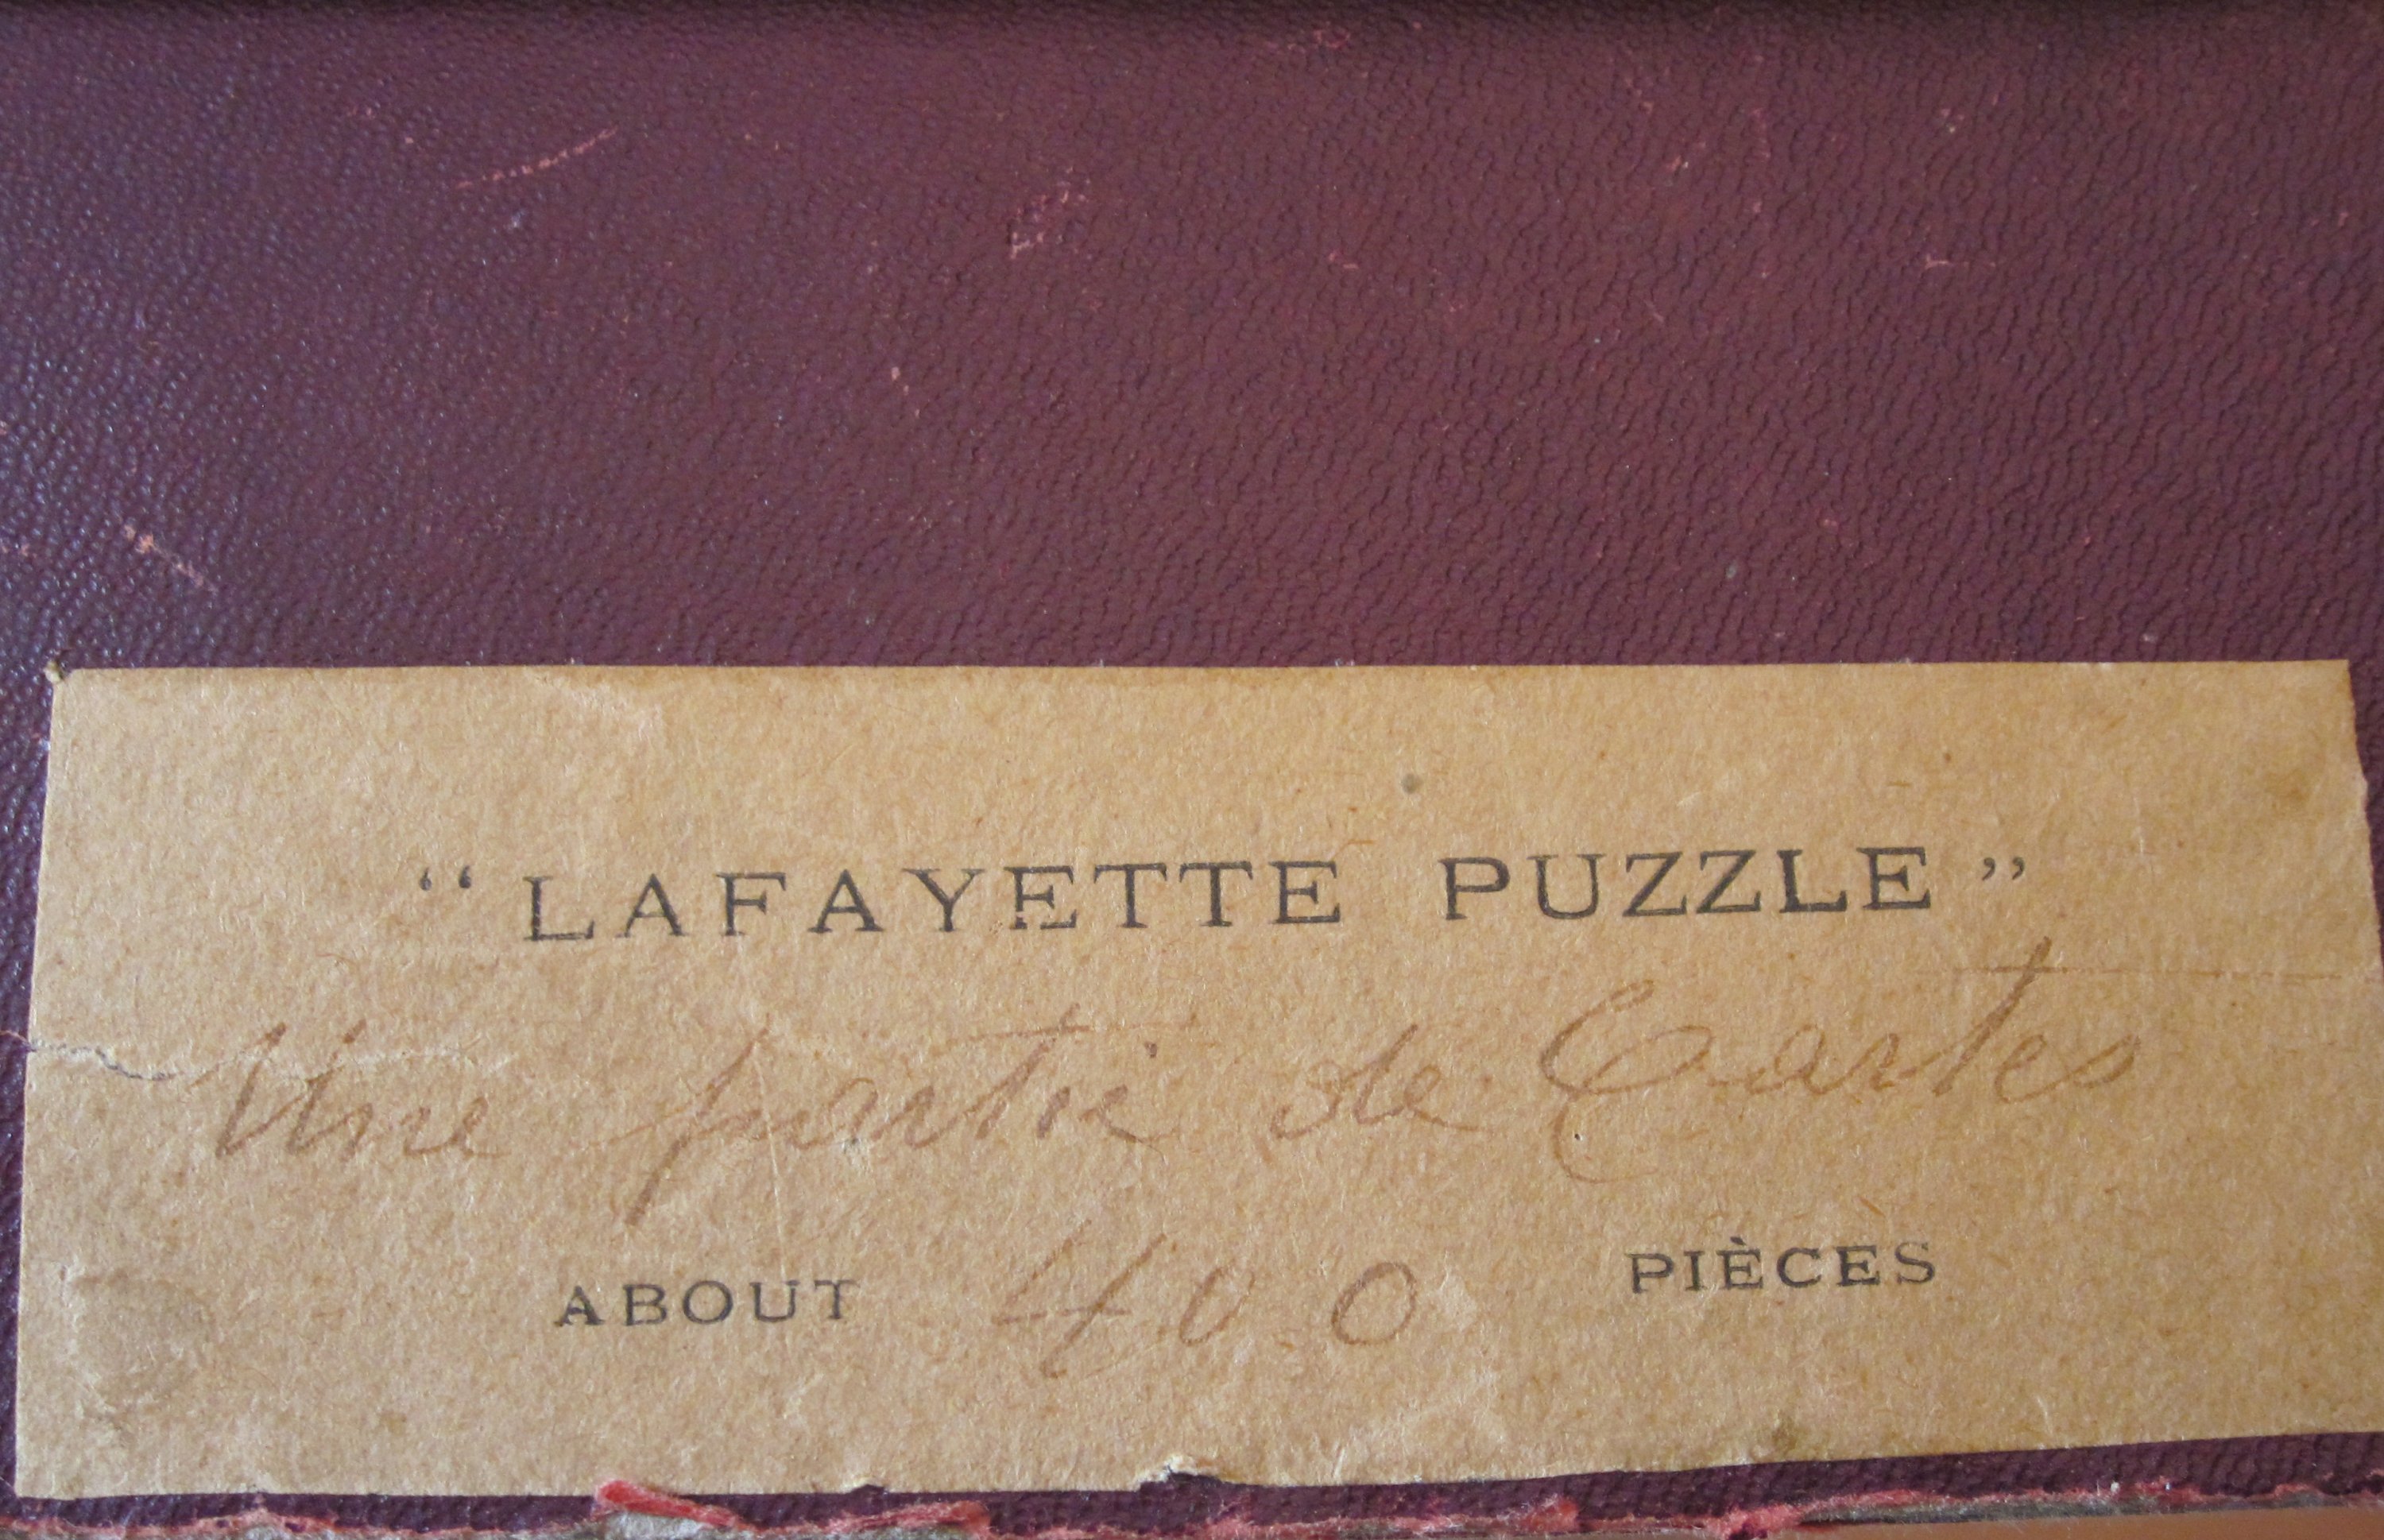 “LAFAYETTE PUZZLE”
Une partie de Cartes
ABOUT 400 PIÈCES